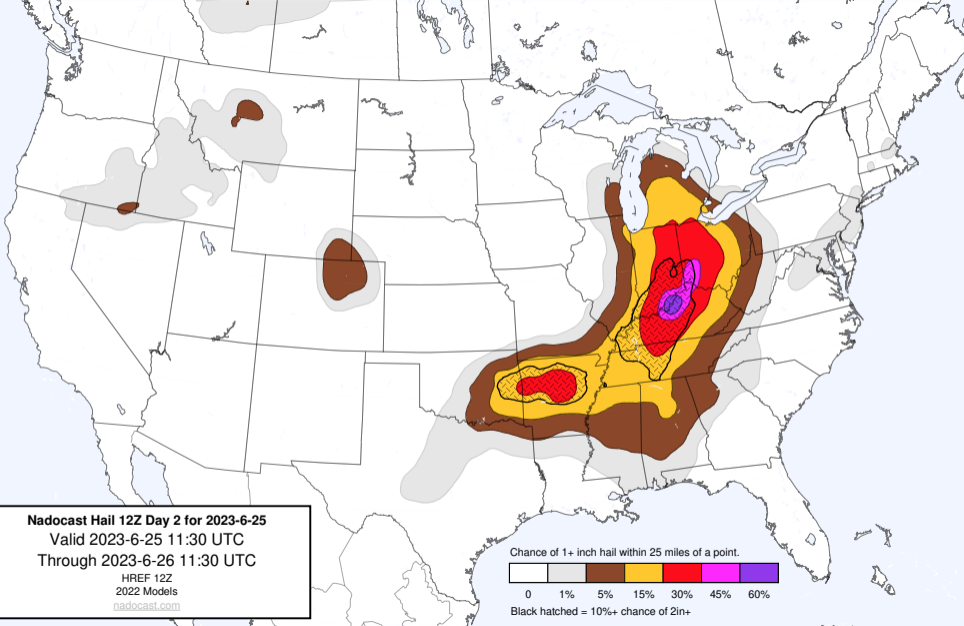 Nadocast Hail 12Z Day 2 for 2023-6-25
Valid 2023-6-25 11:30 UTC
Through 2023-6-26 11:30 UTC
HREF 12Z
2022 Models
nadocast.com
Chance of 1+ inch hail within 25 miles of a point.
0 1% 5% 15% 30% 45% 60%
Black hatched = 10%+ chance of 2in+